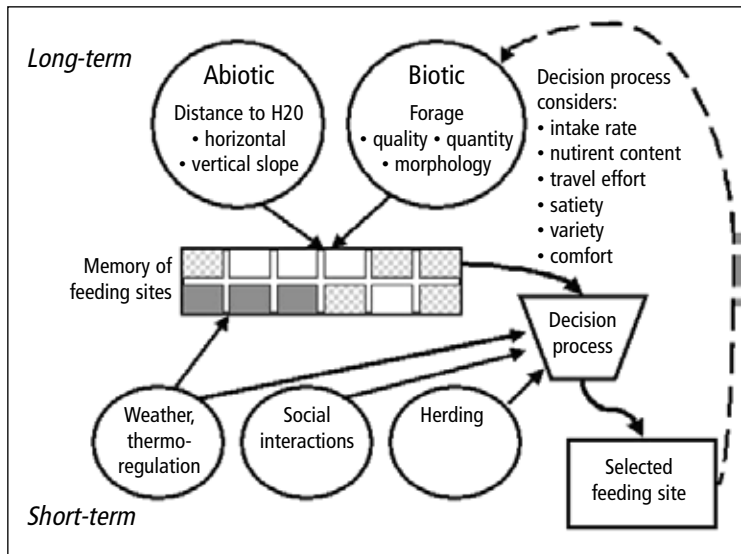 Long-term
Abiotic
Distance to H20
• horizontal
• vertical slope
Biotic
Forage
• quality • quantity
• morphology
Decision process
considers:
• intake rate
• nutirent content
• travel effort
• satiety
• variety
• comfort
Memory of
feeding sites
Decision
process
Weather,
thermo-
regulation
Social
interactions
Herding
Selected
feeding site
Short-term